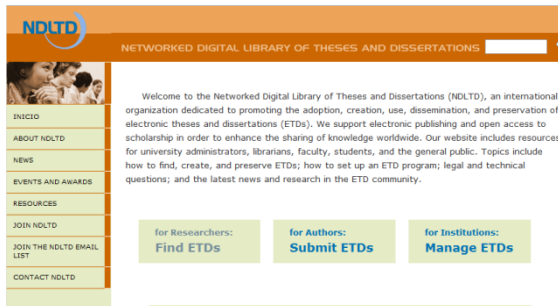 NDLTD
NETWORKED DIGITAL LIBRARY OF THESES AND DISSERTATIONS
INICIO
ABOUT NDLTD
NEWS
EVENTS AND AWARDS
RESOURCES
JOIN NDLTD
JOIN THE NDLTD EMAIL
LIST
CONTACT NDLTD
Welcome to the Networked Digital Library of Theses and Dissertations (NDLTD), an international
organization dedicated to promoting the adoption, creation, use, dissemination, and preservation of
electronic theses and dissertations (ETDs). We support electronic publishing and open access to
scholarship in order to enhance the sharing of knowledge worldwide. Our website includes resources
for university administrators, librarians, faculty, students, and the general public. Topics include
how to find, create, and preserve ETDs; how to set up an ETD program; legal and technical
questions; and the latest news and research in the ETD community.
for Researchers:
Find ETDs
for Authors:
Submit ETDs
for Institutions:
Manage ETDs